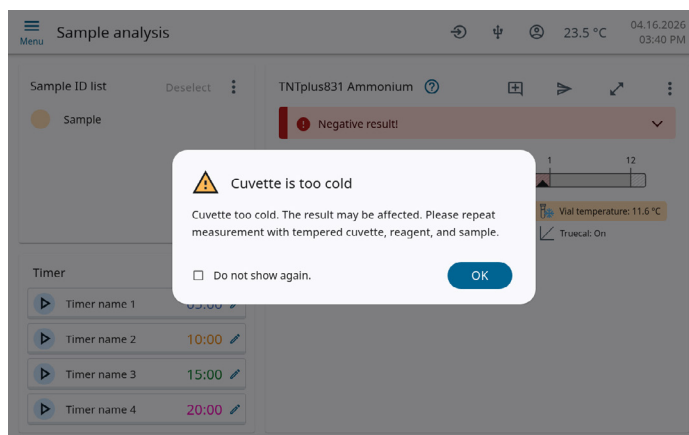 Menu
Sample analysis
23.5 °C
04.16.2026
03:40 PM
Sample ID list
Deselect
Sample
TNTplus831 Ammonium
Negative result!
1
12
Vial temperature: 11.6 °C
Truecal: On
Cuvette is too cold
Cuvette too cold. The result may be affected. Please repeat
measurement with tempered cuvette, reagent, and sample.
Do not show again.
OK
Timer
Timer name 1
Timer name 2
10:00
Timer name 3
15:00
Timer name 4
20:00